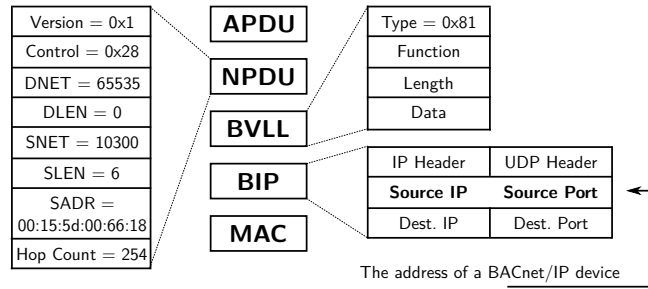 Version = 0x1
Control = 0x28
DNET = 65535
DLEN = 0
SNET = 10300
SLEN = 6
SADR =
00:15:5d:00:66:18
Hop Count = 254
APDU
NPDU
BVLL
BIP
MAC
Type = 0x81
Function
Length
Data
IP Header UDP Header
Source IP Source Port
Dest. IP Dest. Port
The address of a BACnet/IP device